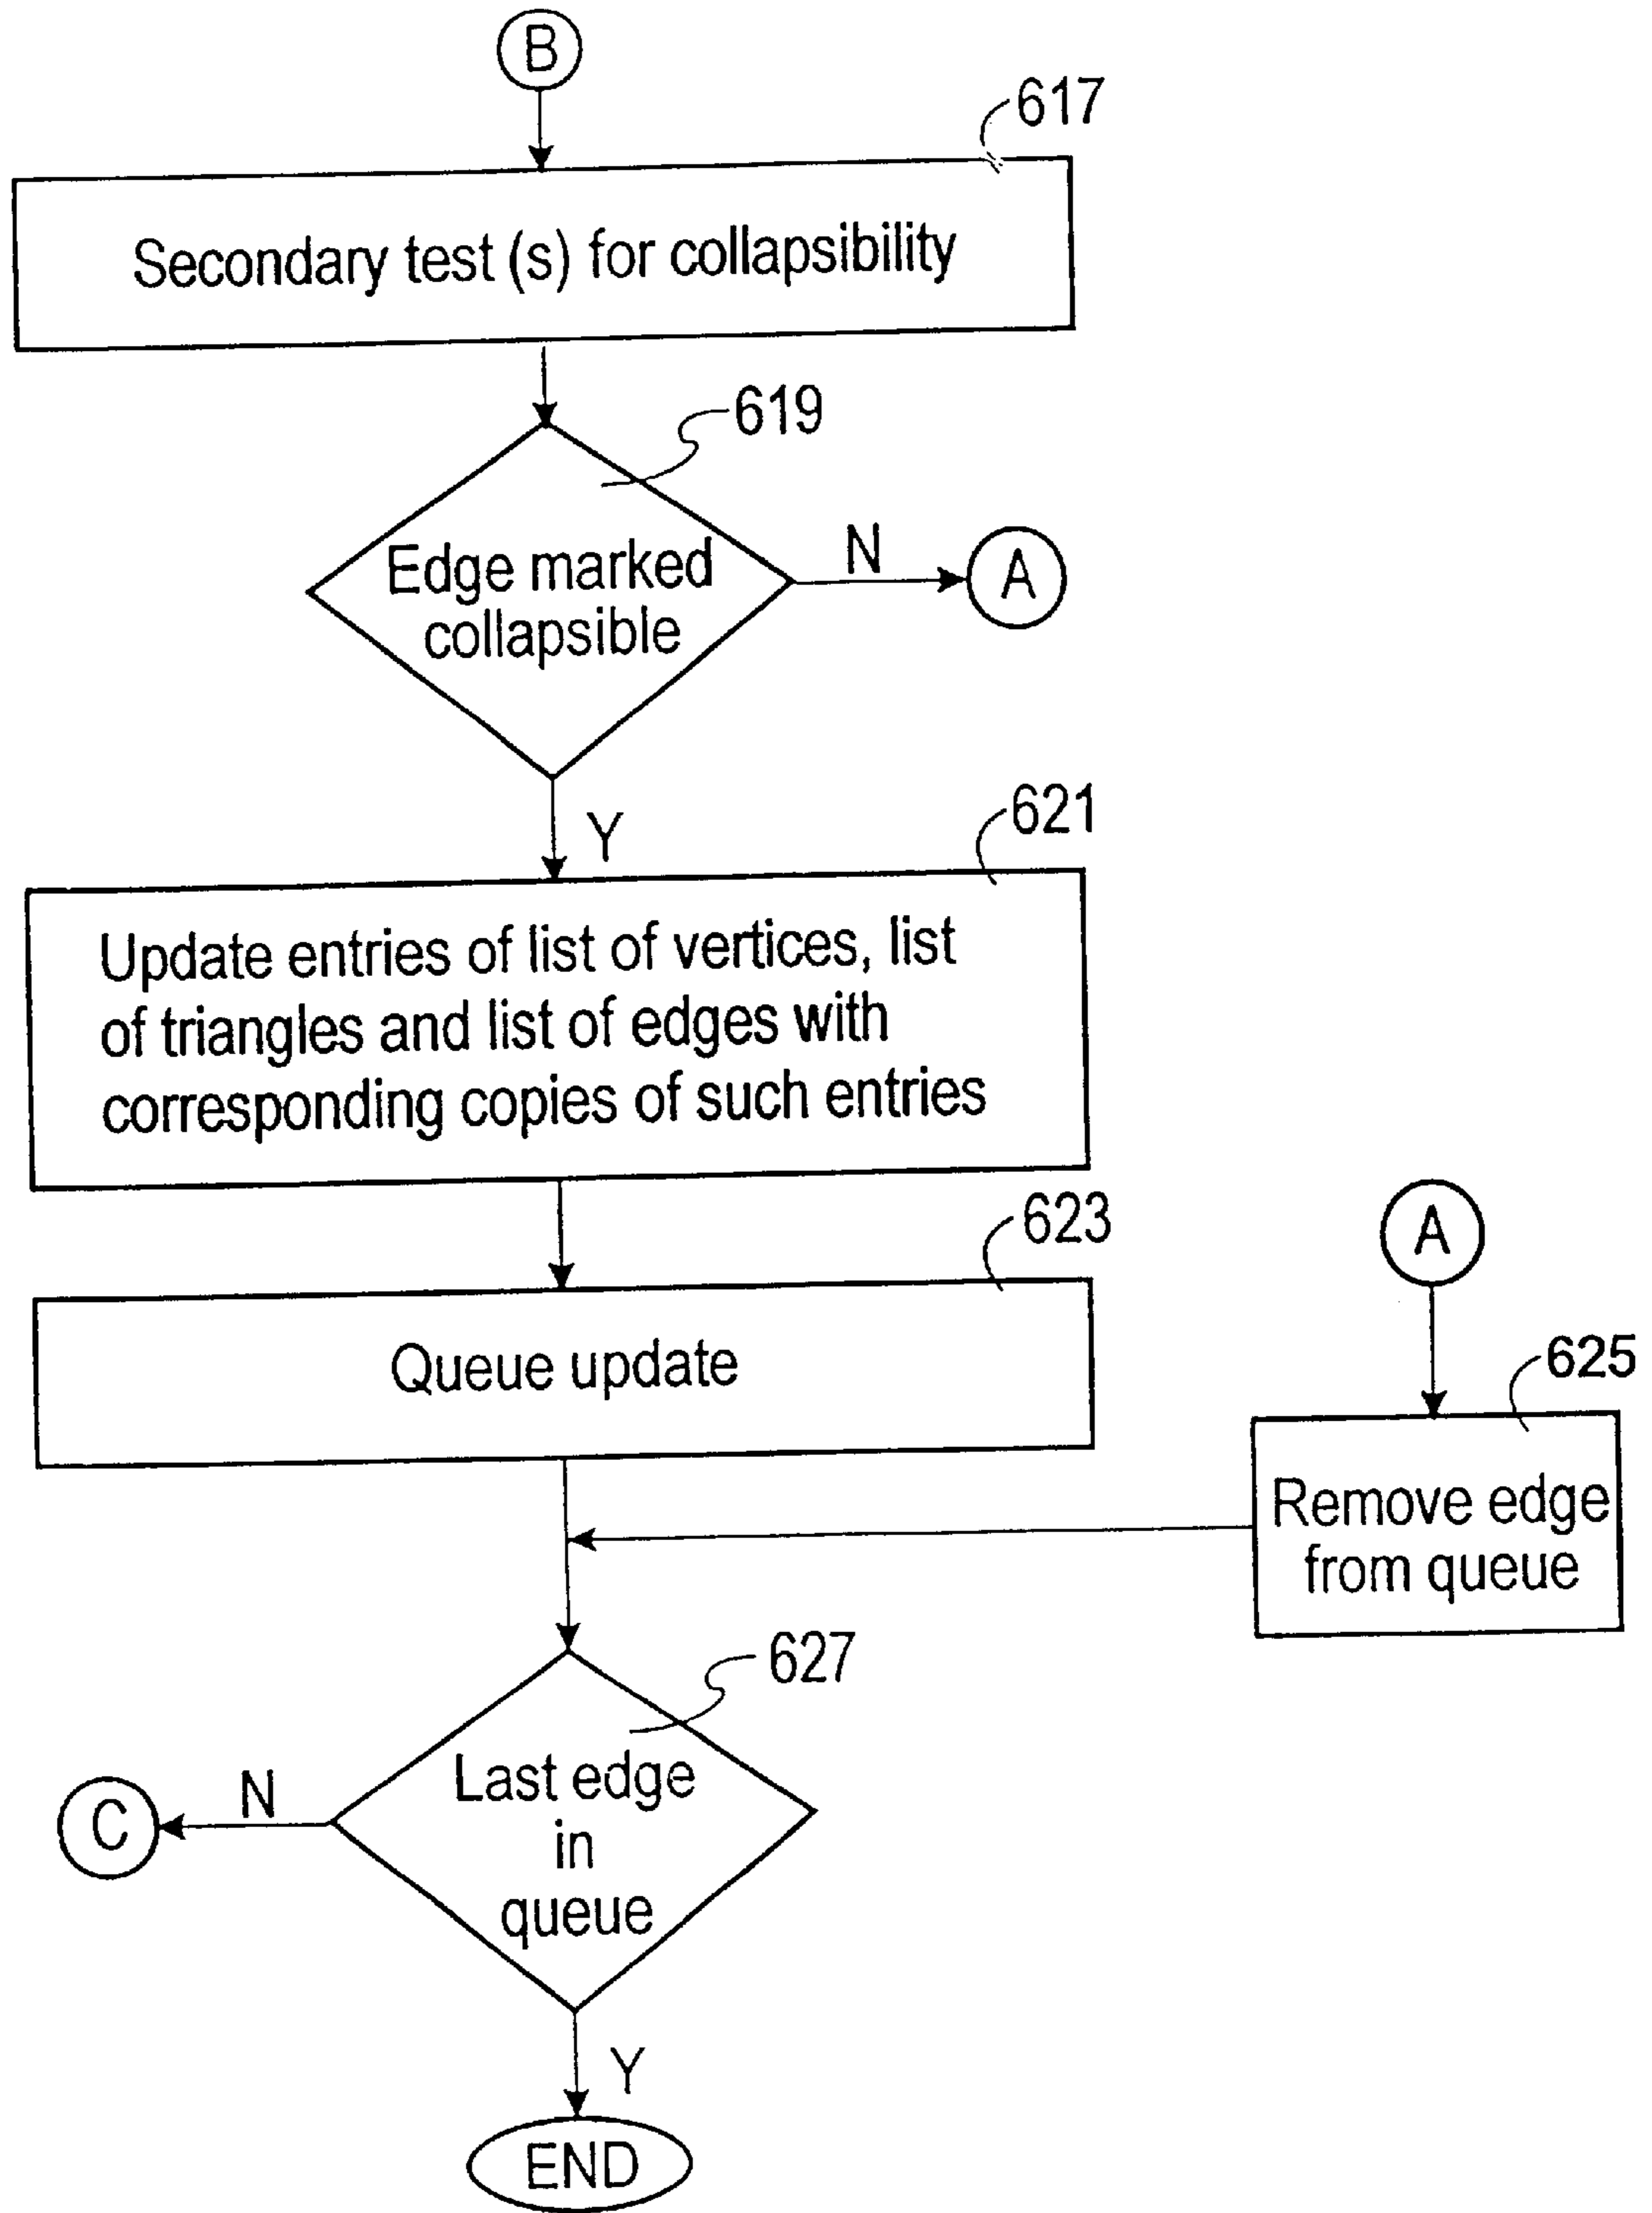 B
617
Secondary test (s) for collapsibility
619
Edge marked
collapsible
N
A
Y
621
Update entries of list of vertices, list
of triangles and list of edges with
corresponding copies of such entries
623
Queue update
A
625
Remove edge
from queue
627
Last edge
in
queue
N
C
Y
END